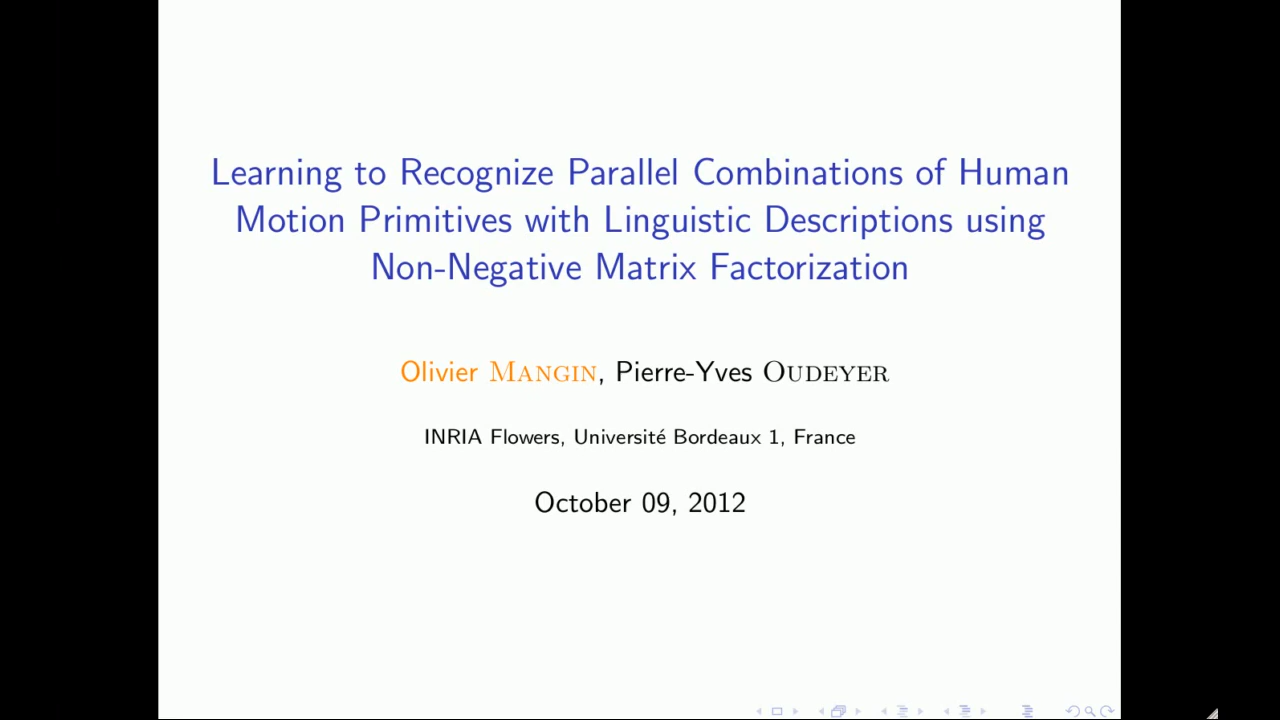 Learning to Recognize Parallel Combinations of Human
Motion Primitives with Linguistic Descriptions using
Non-Negative Matrix Factorization
Olivier MANGIN, Pierre-Yves OUDEYER
INRIA Flowers, Université Bordeaux 1, France
October 09, 2012